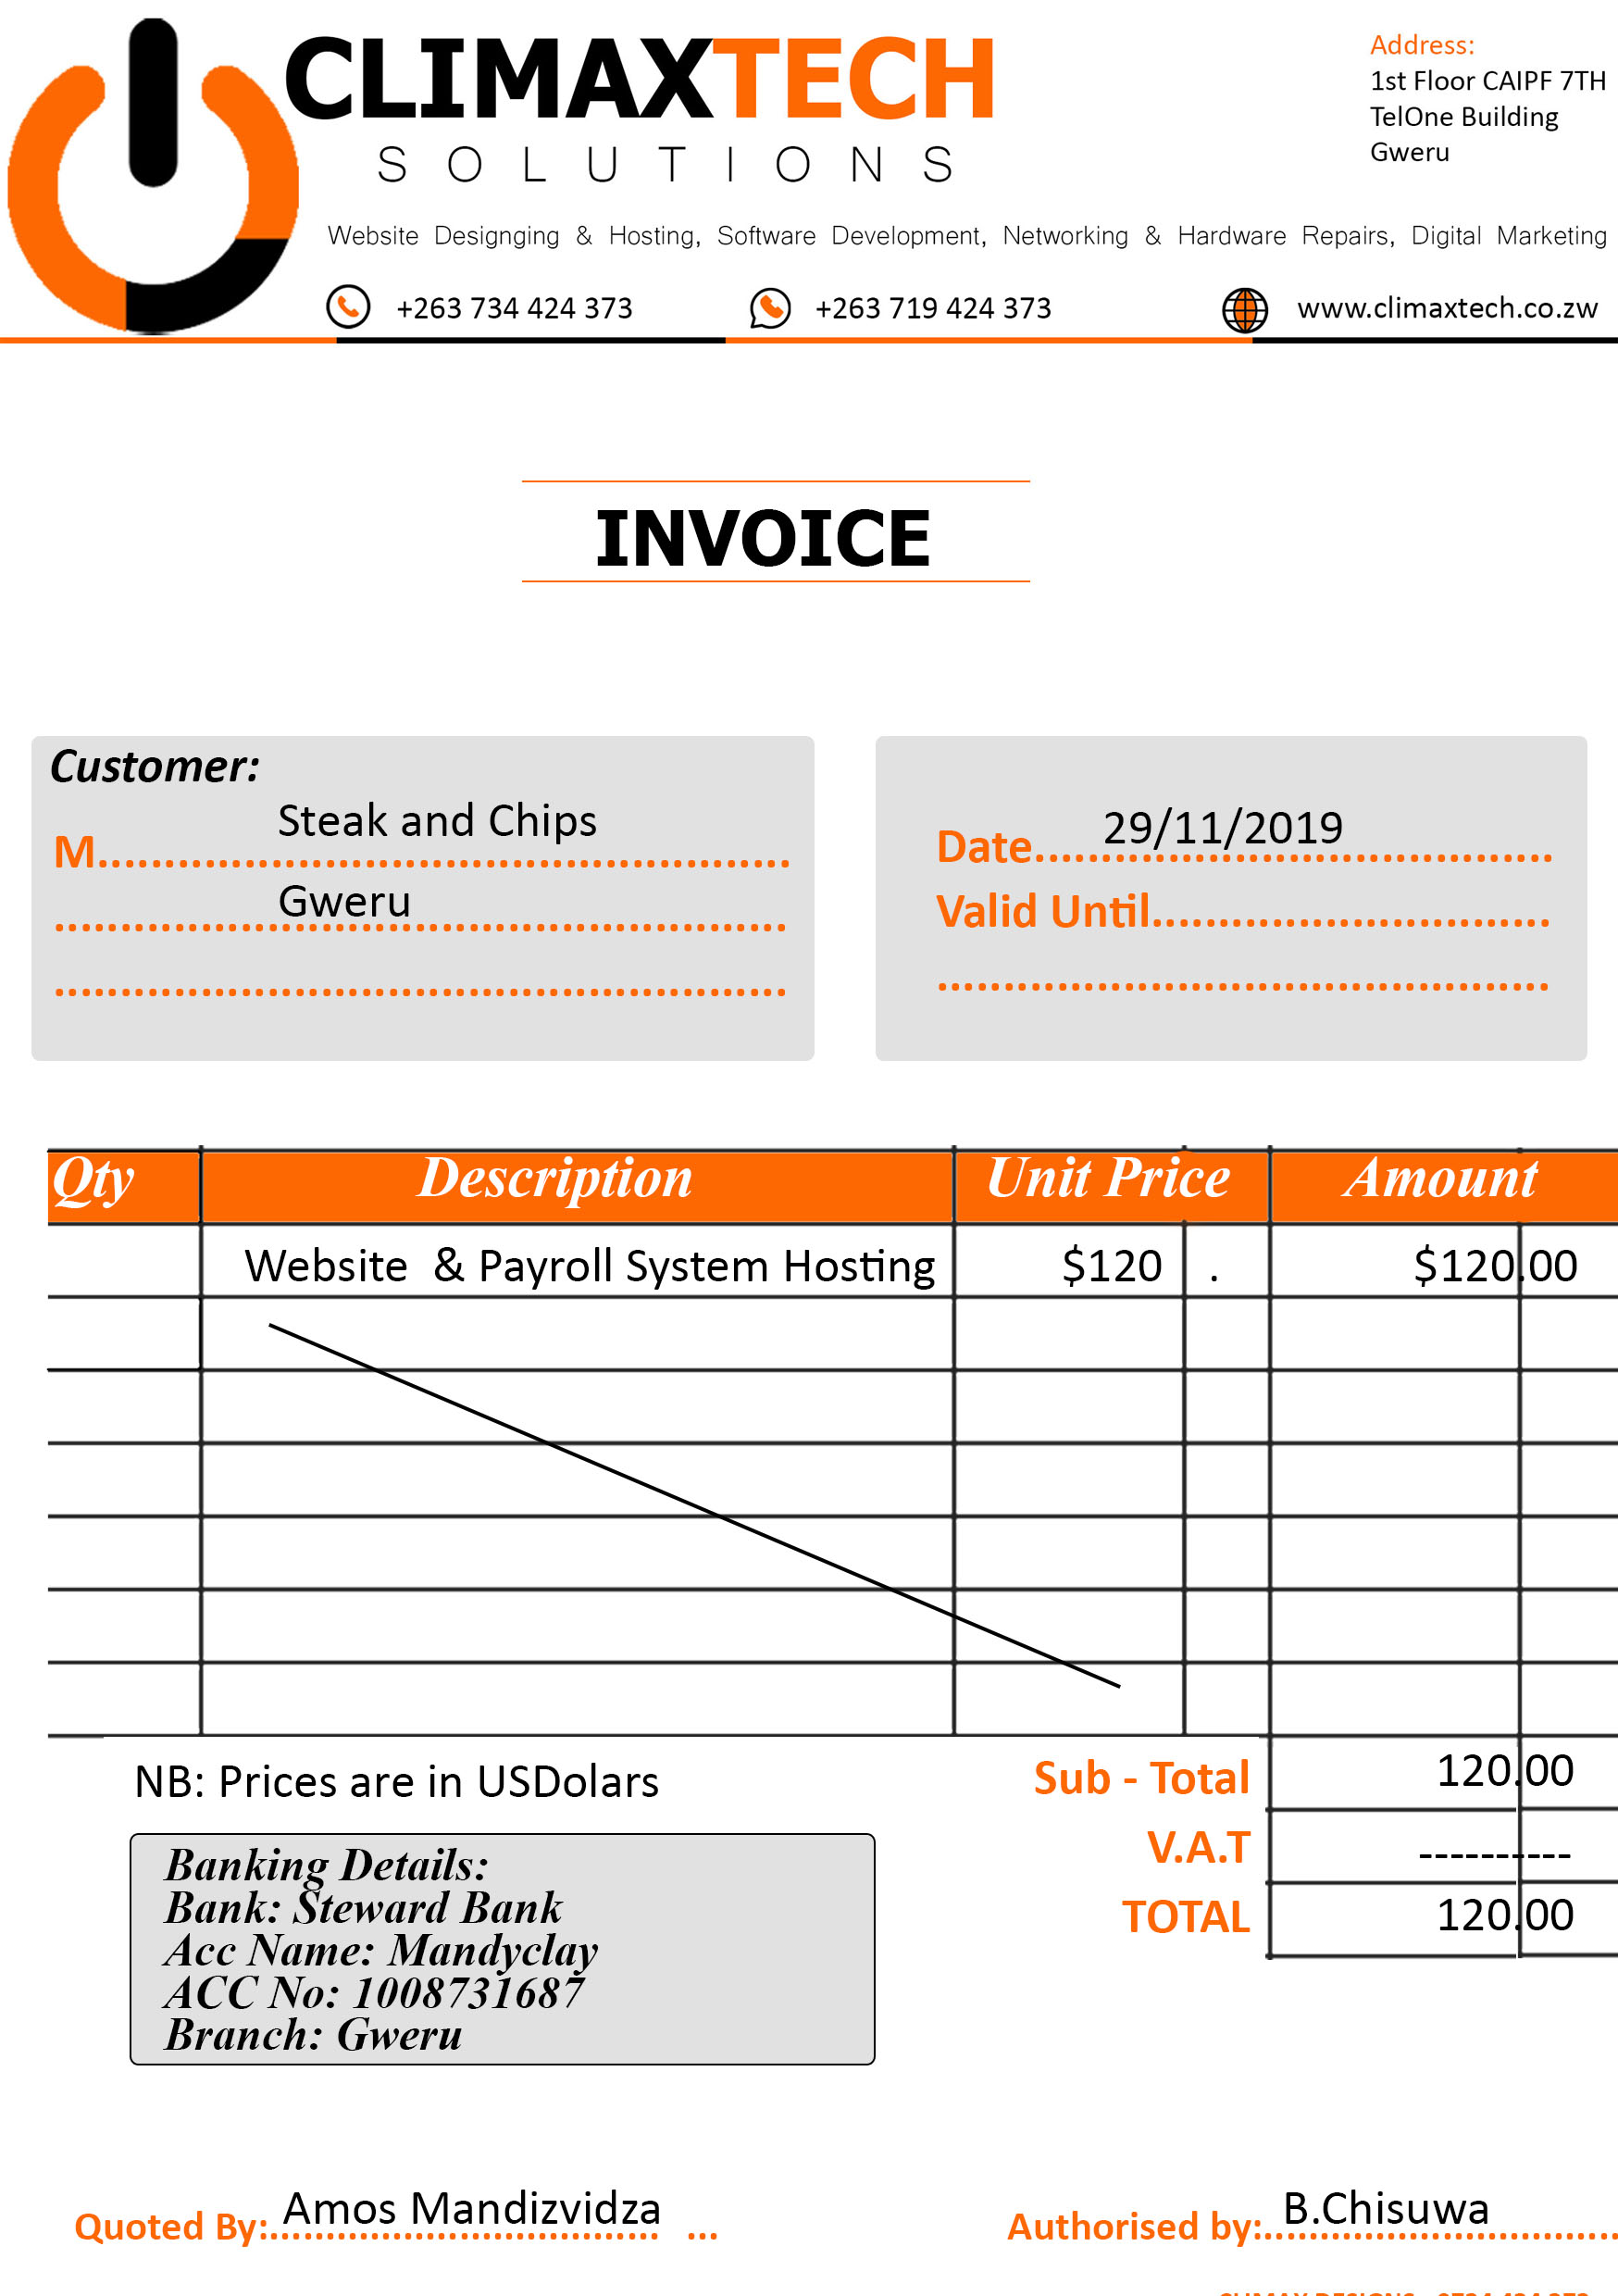 CLIMAXTECH
SOLUTIONS
Address:
1st Floor CAIPF 7TH
TelOne Building
Gweru
Website Designging & Hosting, Software Development, Networking & Hardware Repairs, Digital Marketing
+263 734 424 373 +263 719 424 373 www.climaxtech.co.zw
INVOICE
Customer:
M Steak and Chips
Gweru
Date 29/11/2019
Valid Until
Qty Description Unit Price Amount
Website & Payroll System Hosting $120 . $120.00
NB: Prices are in USDolars
Sub - Total 120.00
V.A.T ----------
TOTAL 120.00
Banking Details:
Bank: Steward Bank
Acc Name: Mandyclay
ACC No: 1008731687
Branch: Gweru
Quoted By: Amos Mandizvidza
Authorised by: B.Chisuwa